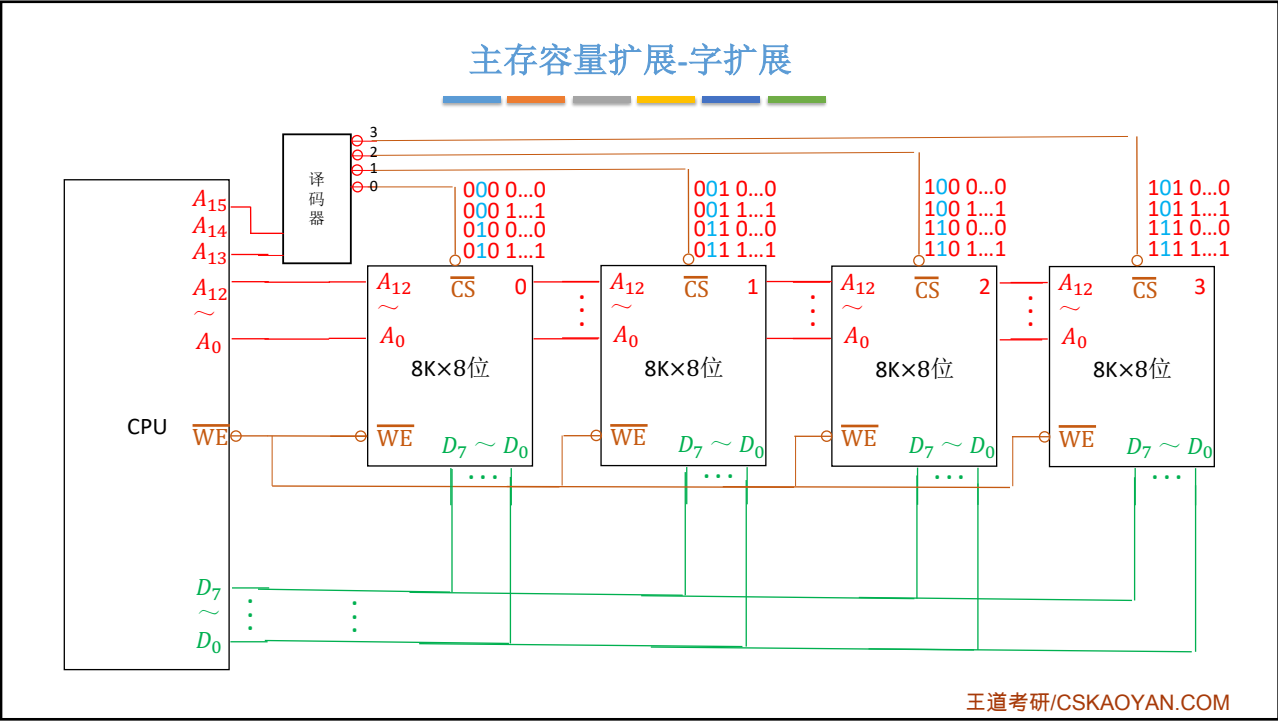 主存容量扩展-字扩展
译码器
3
2
1
0
000 0…0
000 1…1
010 0…0
010 1…1
001 0…0
001 1…1
011 0…0
011 1…1
100 0…0
100 1…1
110 0…0
110 1…1
101 0…0
101 1…1
111 0…0
111 1…1
A15
A14
A13
A12
~
A0
CPU
WE
D7
~
D0
A12 CS 0
~
A0
8K×8位
WE
D7 ~ D0
A12 CS 1
~
A0
8K×8位
WE
D7 ~ D0
A12 CS 2
~
A0
8K×8位
WE
D7 ~ D0
A12 CS 3
~
A0
8K×8位
WE
D7 ~ D0
王道考研/CSKAOYAN.COM